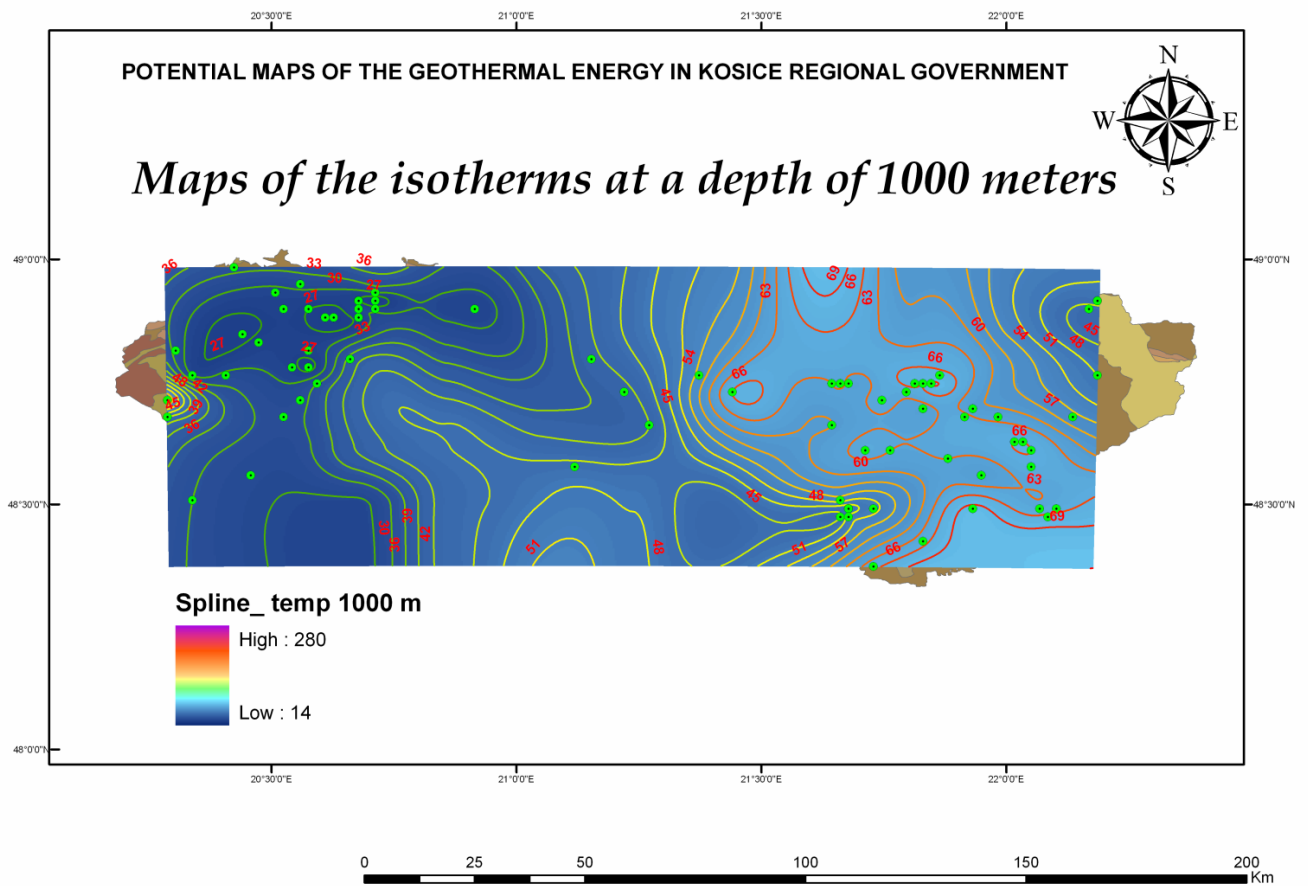 20°30'0"E 21°0'0"E 21°30'0"E 22°0'0"E
POTENTIAL MAPS OF THE GEOTHERMAL ENERGY IN KOSICE REGIONAL GOVERNMENT
N
W E
S
Maps of the isotherms at a depth of 1000 meters
49°0'0"N 49°0'0"N
36 33 36 30 27 27 33 27 27
69 66 63 63 60 54 51 48 45
54 66 66 57
45 36 45
66 60 63 69
48°30'0"N 48°30'0"N
45 48 39 42 36 51 48 51 57 66
Spline_ temp 1000 m
High : 280
Low : 14
48°0'0"N 48°0'0"N
20°30'0"E 21°0'0"E 21°30'0"E 22°0'0"E
0 25 50 100 150 200
Km